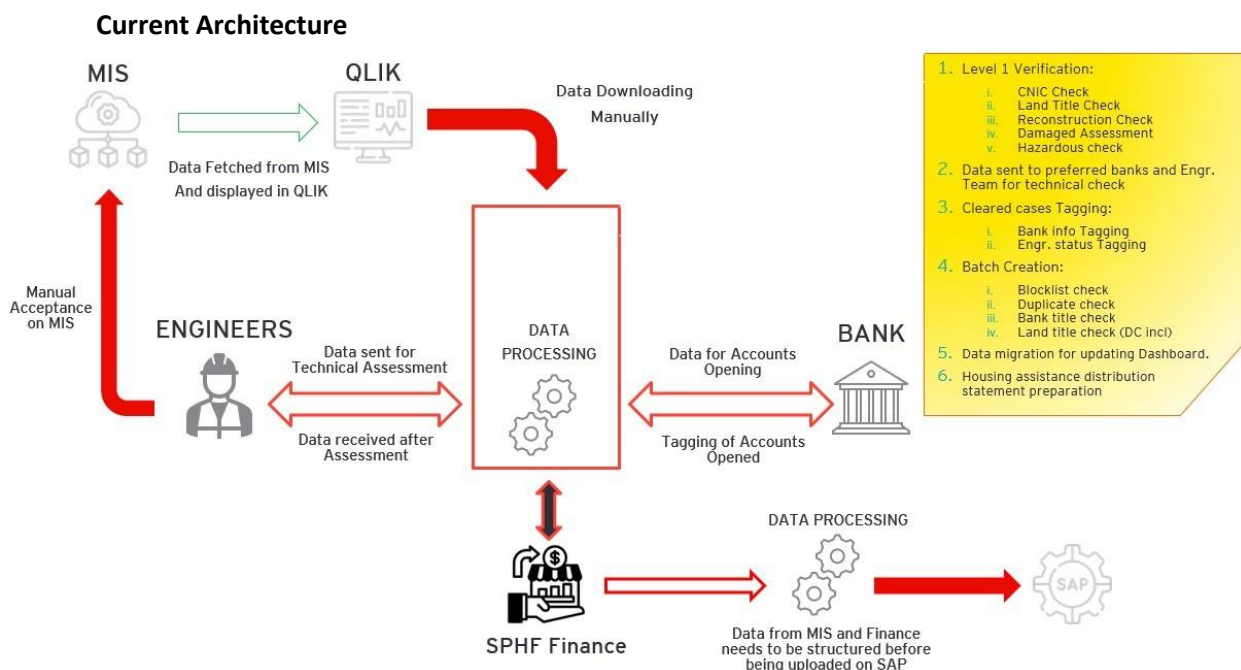 Current Architecture
MIS
QLIK
Data Downloading
Manually
Data Fetched from MIS
And displayed in QLIK
1. Level 1 Verification:
i. CNIC Check
ii. Land Title Check
iii. Reconstruction Check
iv. Damaged Assessment
v. Hazardous check
2. Data sent to preferred banks and Engr.
Team for technical check
3. Cleared cases Tagging:
i. Bank info Tagging
ii. Engr. status Tagging
4. Batch Creation:
i. Blocklist check
ii. Duplicate check
iii. Bank title check
iv. Land title check (DC incl)
5. Data migration for updating Dashboard.
6. Housing assistance distribution
statement preparation
Manual
Acceptance
on MIS
ENGINEERS
Data sent for
Technical Assessment
Data received after
Assessment
DATA
PROCESSING
Data for Accounts
Opening
Tagging of Accounts
Opened
BANK
$
SPHF Finance
DATA PROCESSING
Data from MIS and Finance
needs to be structured before
being uploaded on SAP
SAP